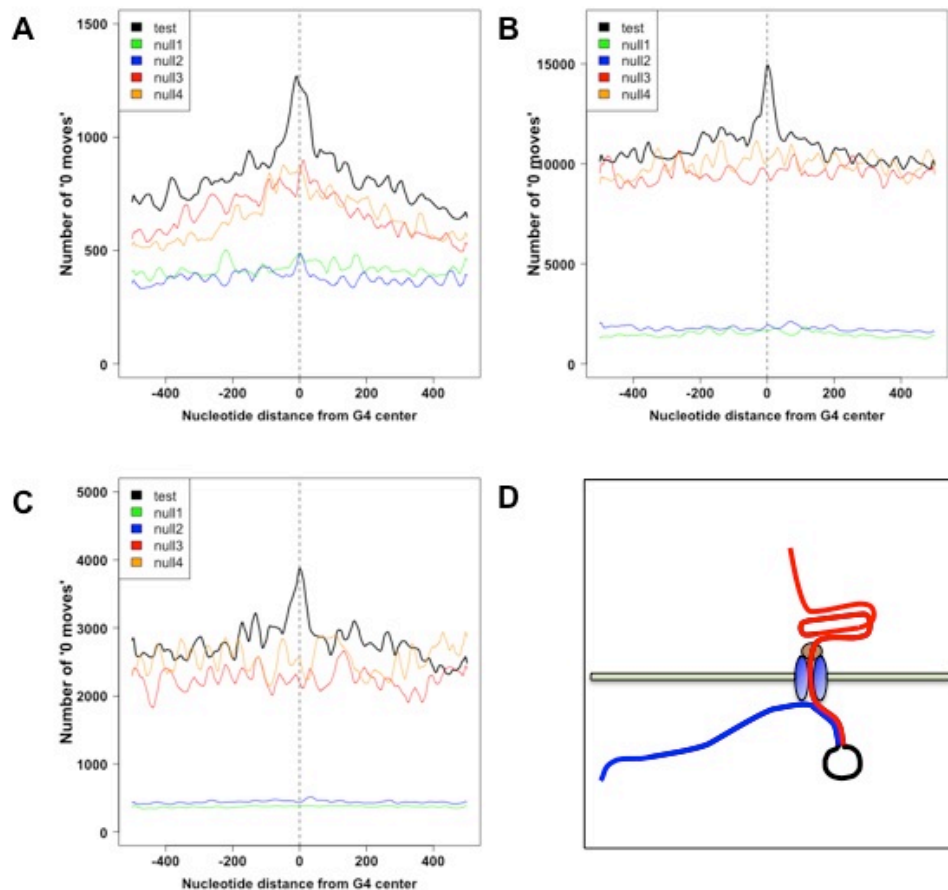 A
test
null1
null2
null3
null4
1500
1000
500
0
Number of '0 moves'
-400 -200 0 200 400
Nucleotide distance from G4 center
B
test
null1
null2
null3
null4
15000
10000
5000
0
Number of '0 moves'
-400 -200 0 200 400
Nucleotide distance from G4 center
C
test
null1
null2
null3
null4
5000
4000
3000
2000
1000
0
Number of '0 moves'
-400 -200 0 200 400
Nucleotide distance from G4 center
D